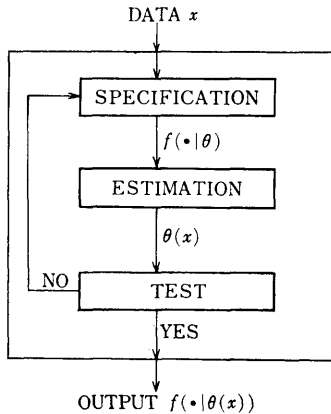 DATA x
SPECIFICATION
f(•|θ)
ESTIMATION
θ(x)
NO
TEST
YES
OUTPUT f(•|θ(x))